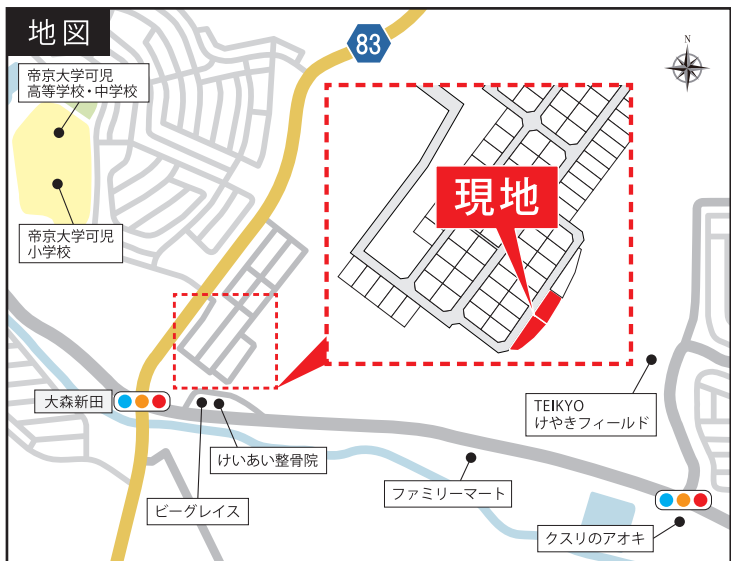 地図
83
N
帝京大学可児
高等学校・中学校
帝京大学可児
小学校
現地
大森新田
TEIKYO
けやきフィールド
けいあい整骨院
ファミリーマート
ビーグレイス
クスリのアオキ